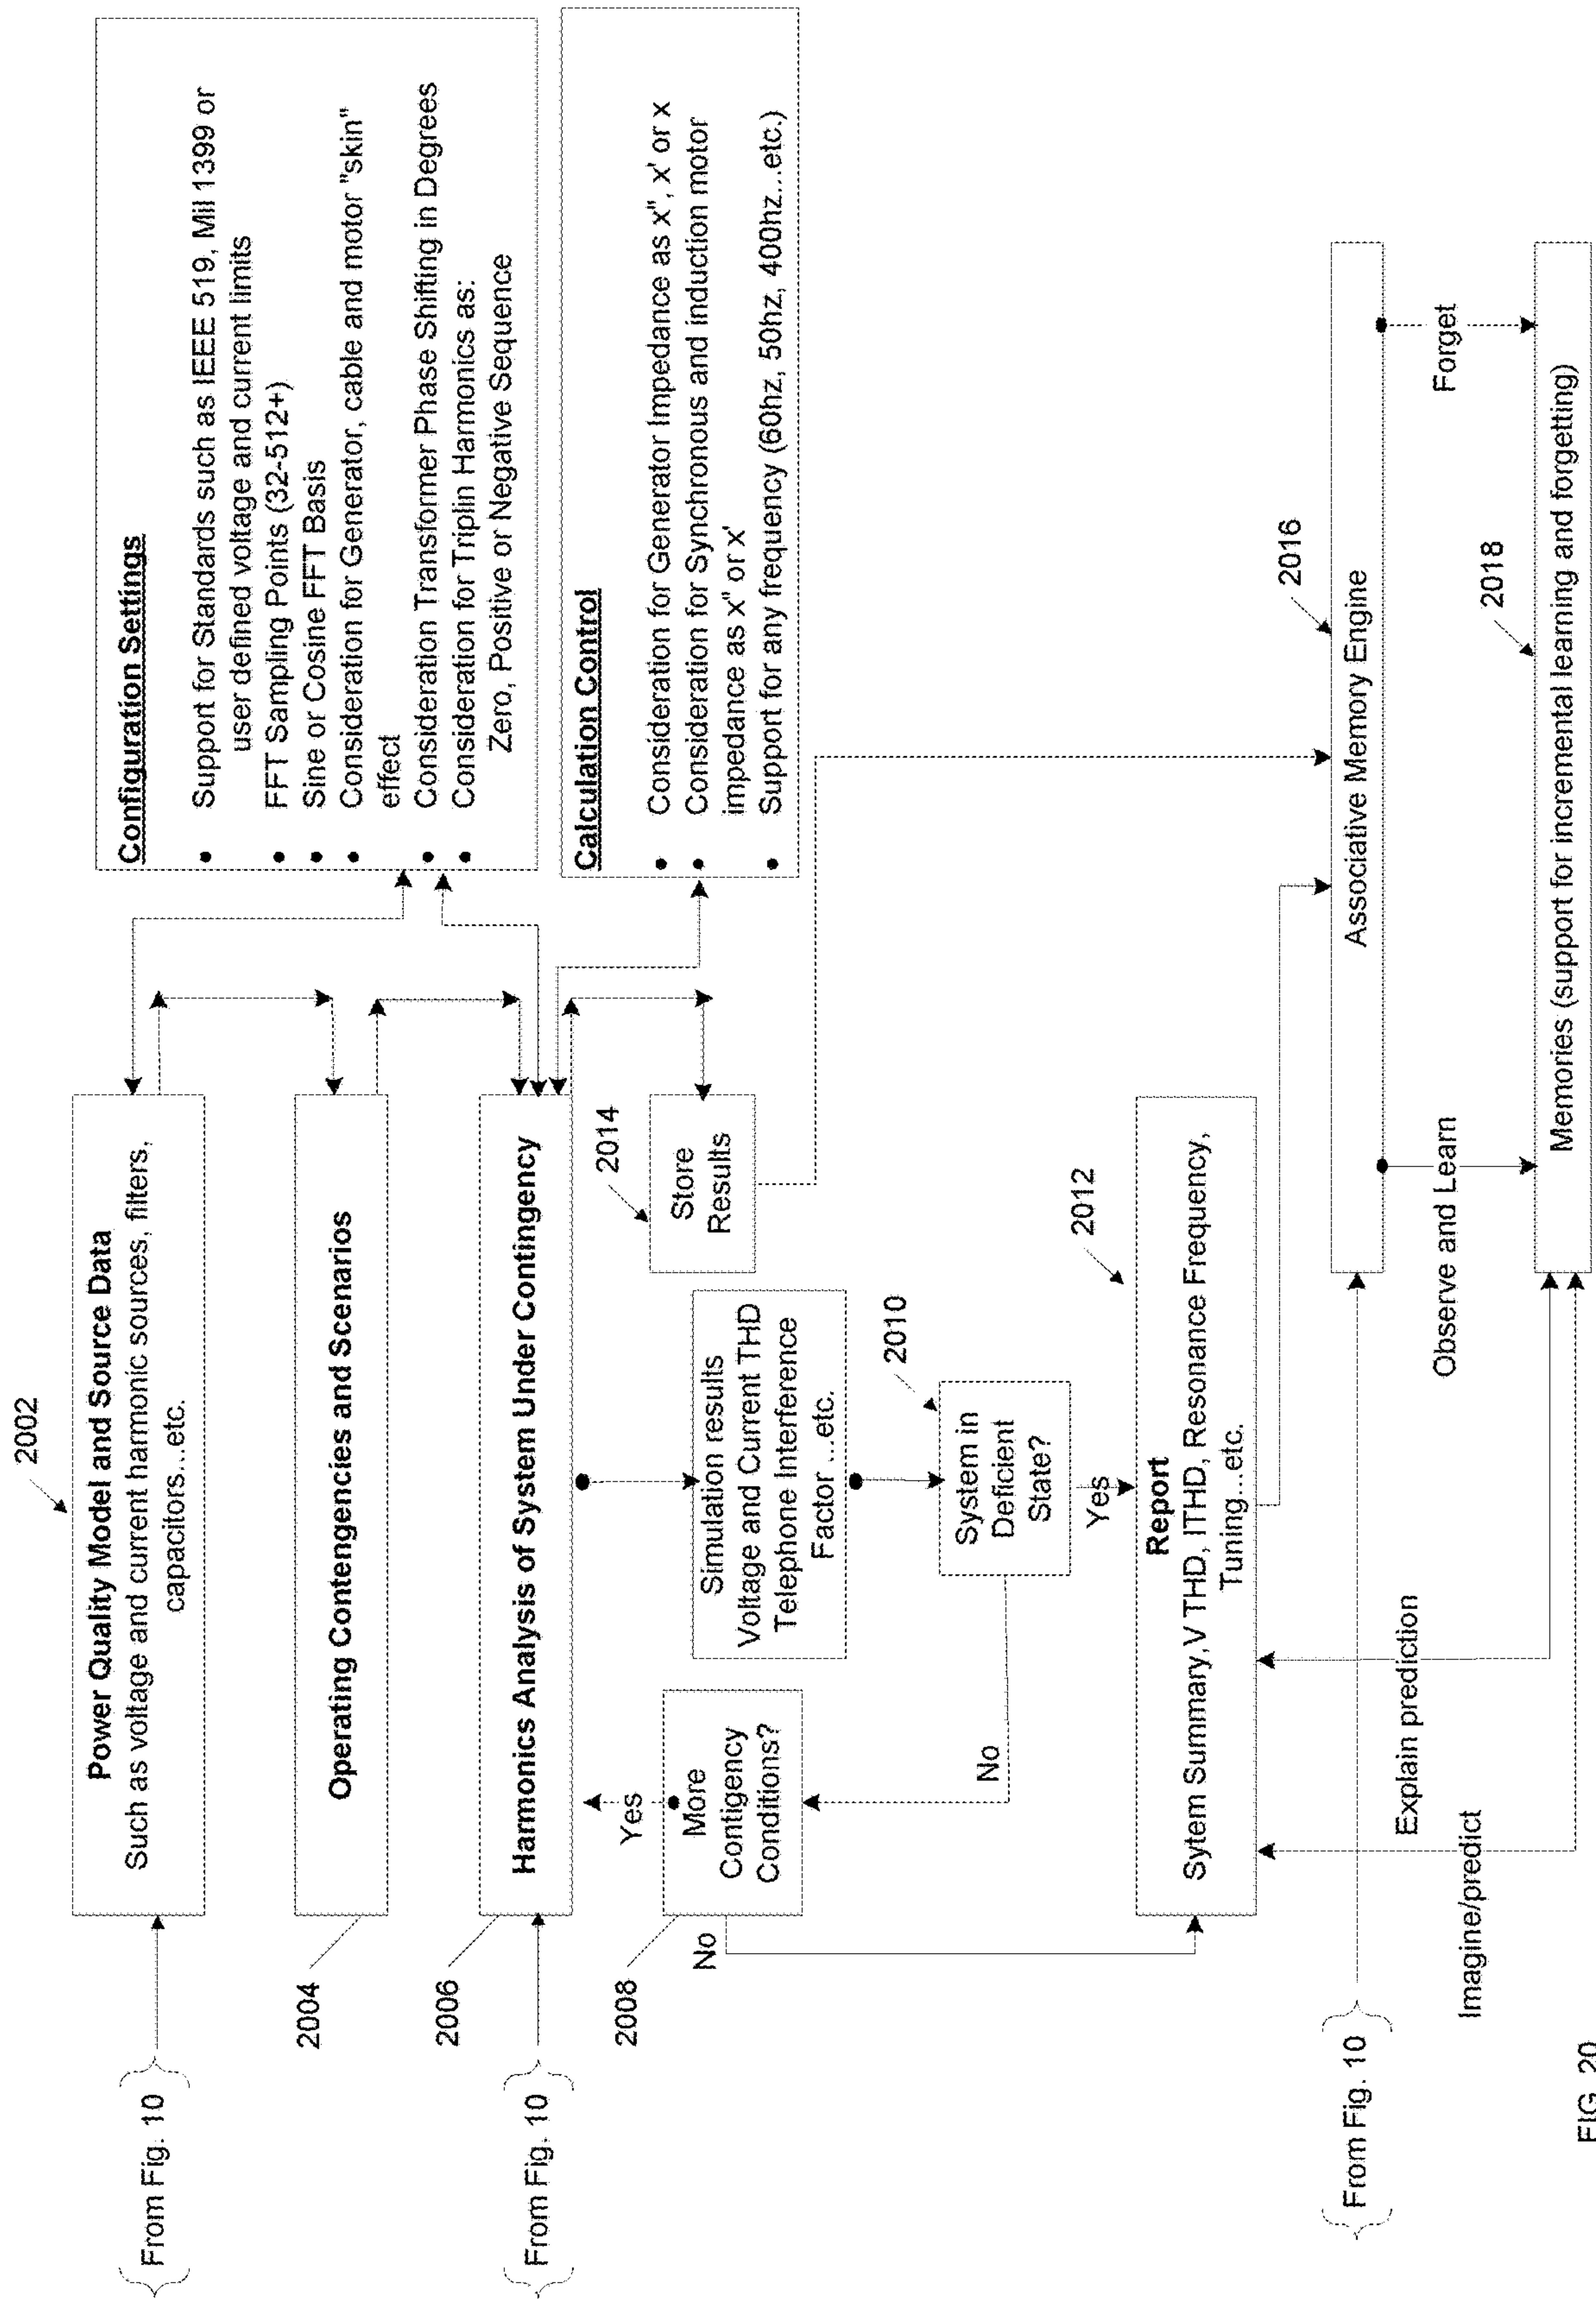 2002
Power Quality Model and Source Data
Such as voltage and current harmonic sources, filters,
capacitors...etc.
From Fig. 10
Configuration Settings
• Support for Standards such as IEEE 519, Mil 1399 or
user defined voltage and current limits
• FFT Sampling Points (32-512+)
• Sine or Cosine FFT Basis
• Consideration for Generator, cable and motor "skin"
effect
• Consideration Transformer Phase Shifting in Degrees
• Consideration for Triplin Harmonics as:
Zero, Positive or Negative Sequence
2004
Operating Contengencies and Scenarios
2006
Harmonics Analysis of System Under Contingency
From Fig. 10
Calculation Control
• Consideration for Generator Impedance as x", x' or x
• Consideration for Synchronous and induction motor
impedance as x" or x'
• Support for any frequency (60hz, 50hz, 400hz...etc.)
2014
Store
Results
Simulation results
Voltage and Current THD
Telephone Interference
Factor ...etc.
Yes
2008
More
Contigency
Conditions?
No
2010
System in
Deficient
State?
No
Yes
2012
Report
Sytem Summary,V THD, ITHD, Resonance Frequency,
Tuning...etc.
2016
Associative Memory Engine
From Fig. 10
Explain prediction
Imagine/predict
Observe and Learn
Forget
2018
Memories (support for incremental learning and forgetting)
FIG. 20